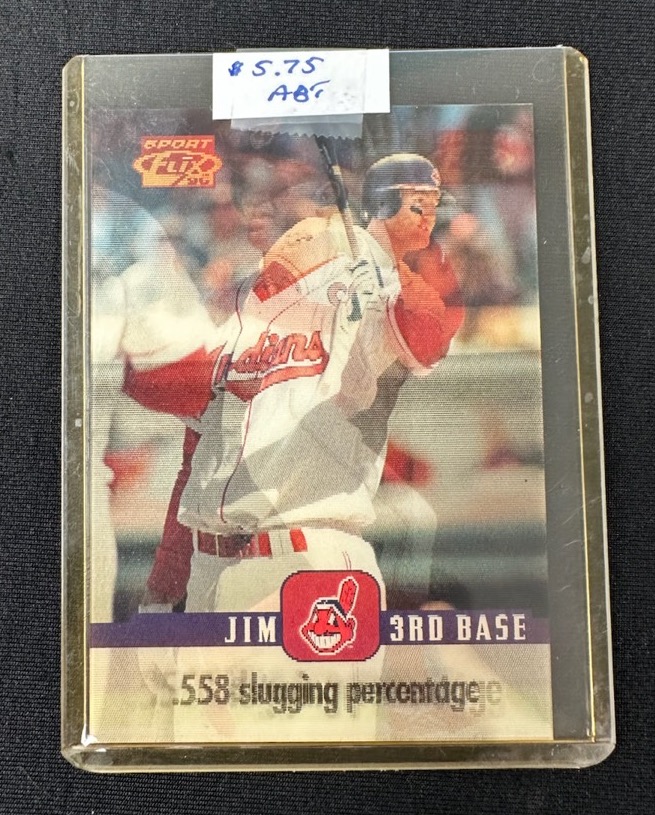 $5.75
ABT
SPORT
FLIX
96
Indians
JIM 3RD BASE
.558 slugging percentage